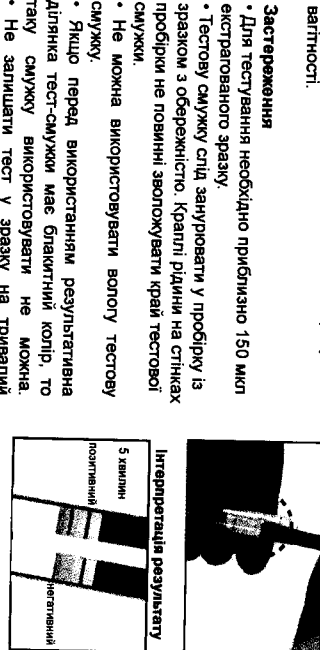 вагітності.
Застереження
• Для тестування необхідно приблизно 150 мкл
екстрагованого зразку.
• Тестову смужку слід занурювати у пробірку із
зразком з обережністю. Краплі рідини на стінках
пробірки не повинні зволожувати край тестової
смужки.
• Не можна використовувати вологу тестову
смужку.
• Якщо перед використанням результативна
ділянка тест-смужки має блакитний колір, то
таку смужку використовувати не можна.
• Не залишати тест у зразку на тривалий
Інтерпретація результату
5 хвилин
позитивний
негативний